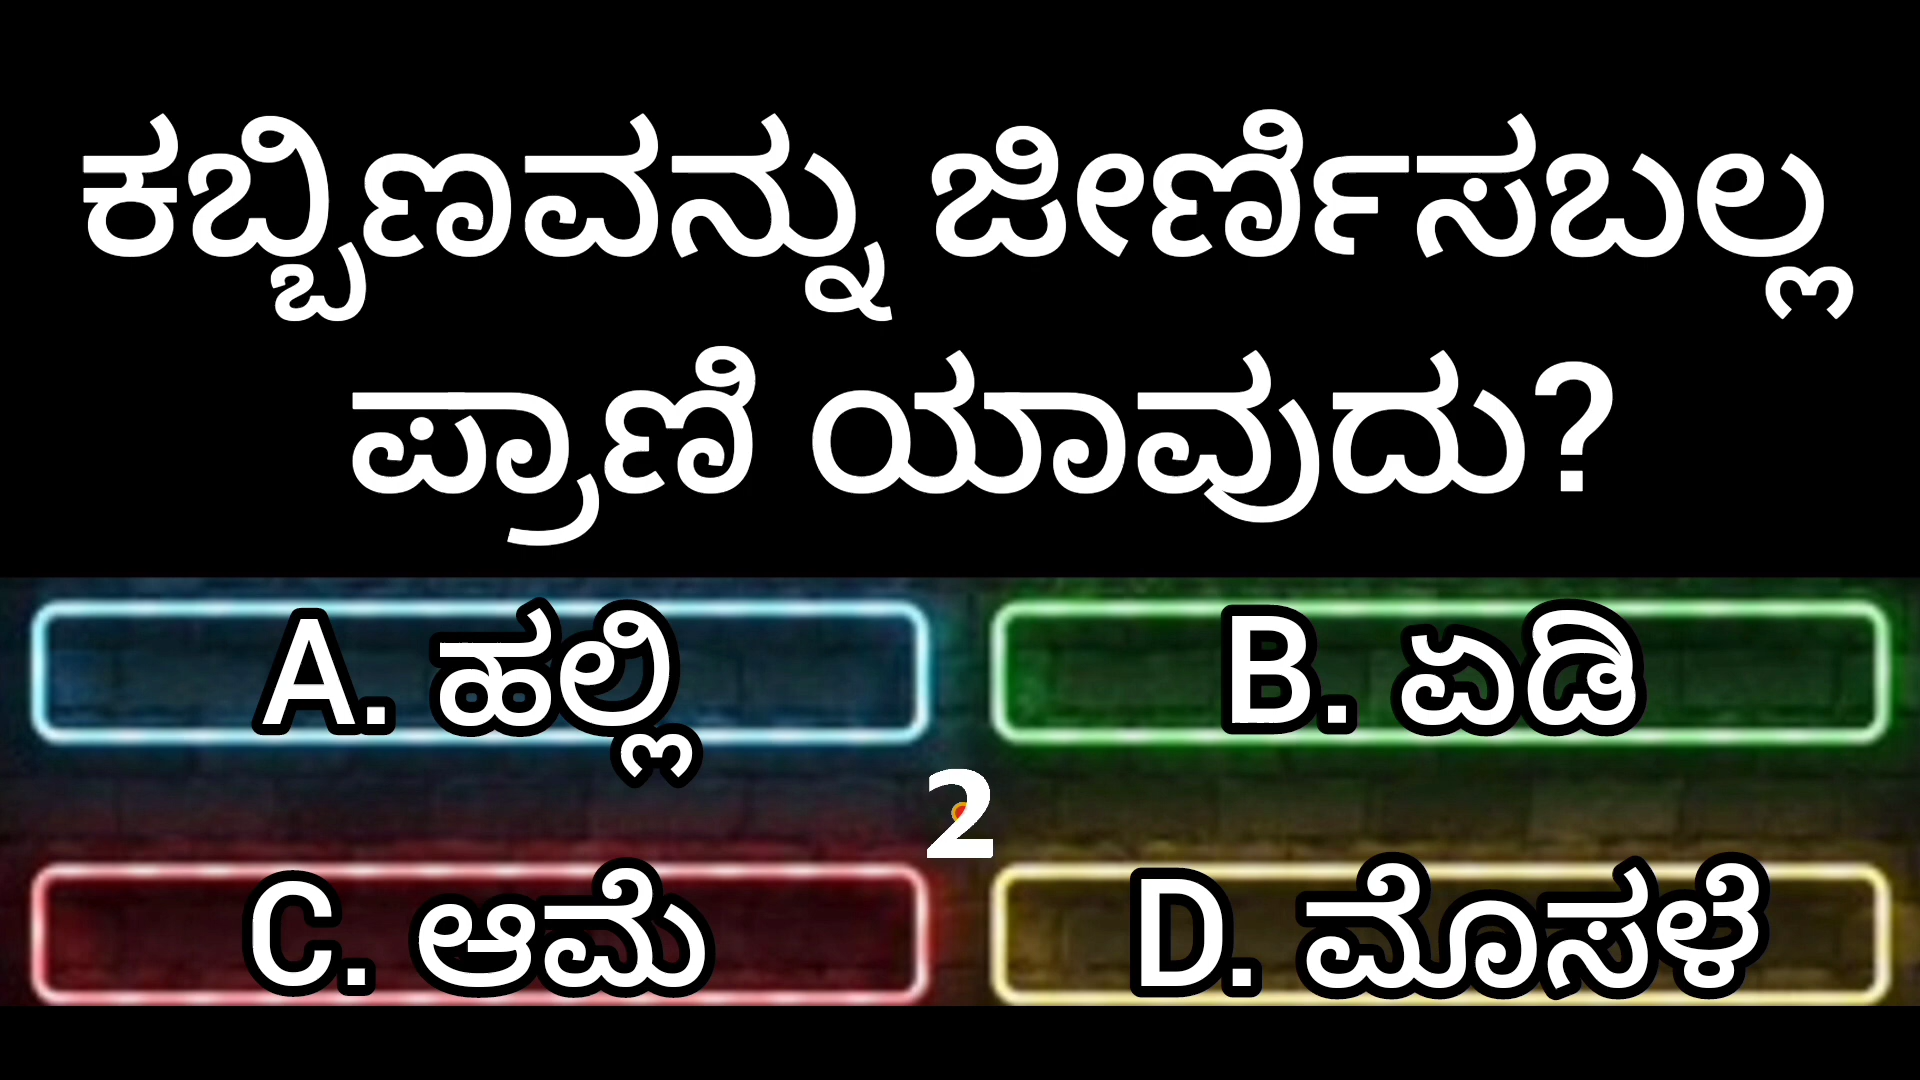 ಕಬ್ಬಿಣವನ್ನು ಜೀರ್ಣಿಸಬಲ್ಲ
ಪ್ರಾಣಿ ಯಾವುದು?
A. ಹಲ್ಲಿ
B. ಏಡಿ
2
C. ಆಮೆ
D. ಮೊಸಳೆ